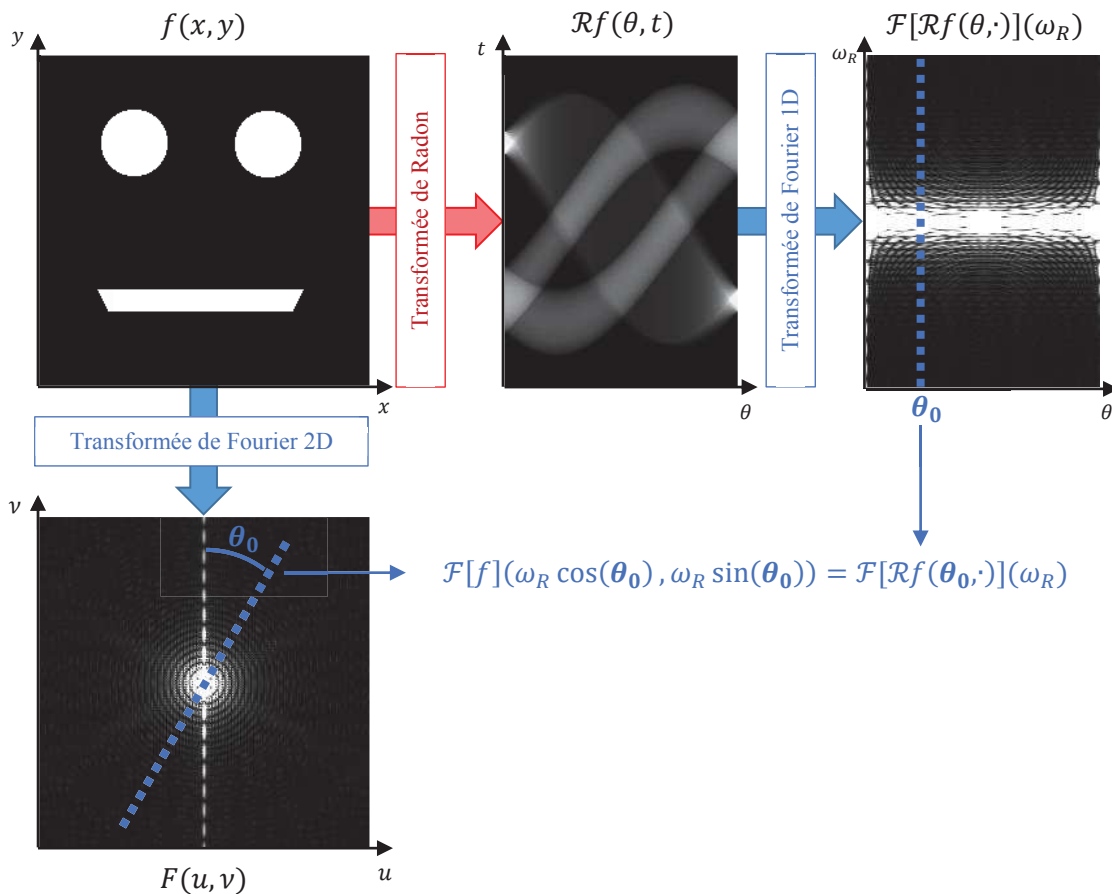 f(x, y)
ℛf(θ, t)
ℱ[ℛf(θ,·)](ω_R)
y
t
ω_R
Transformée de Radon
Transformée de Fourier 1D
x
θ
θ₀
θ
Transformée de Fourier 2D
ν
θ₀
ℱ[f](ω_R cos(θ₀) , ω_R sin(θ₀)) = ℱ[ℛf(θ₀,·)](ω_R)
F(u, ν)
u